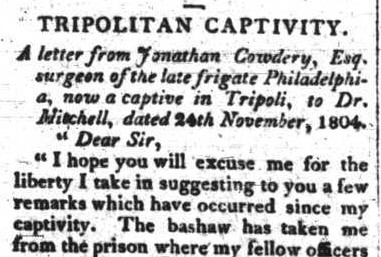 TRIPOLITAN CAPTIVITY.
A letter from Jonathan Cowdery, Esq.
surgeon of the late frigate Philadelphi-
a, now a captive in Tripoli, to Dr.
Mitchell, dated 24th November, 1804.
" Dear Sir,
" I hope you will excuse me for the
liberty I take in suggesting to you a few
remarks which have occurred since my
captivity. The bashaw has taken me
from the prison where my fellow officers